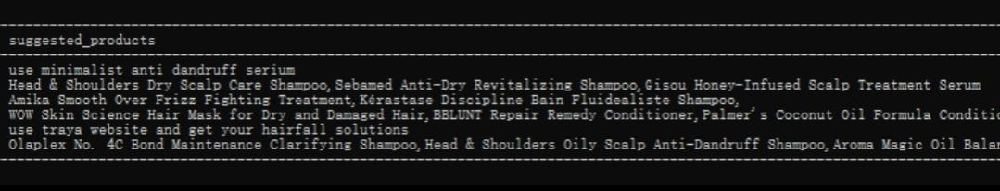 suggested_products
use minimalist anti dandruff serium
Head & Shoulders Dry Scalp Care Shampoo,Sebamed Anti-Dry Revitalizing Shampoo,Gisou Honey-Infused Scalp Treatment Serum
Amika Smooth Over Frizz Fighting Treatment,Kérastase Discipline Bain Fluidealiste Shampoo,
WOW Skin Science Hair Mask for Dry and Damaged Hair,BBLUNT Repair Remedy Conditioner,Palmer's Coconut Oil Formula Conditio
use traya website and get your hairfall solutions
Olaplex No. 4C Bond Maintenance Clarifying Shampoo,Head & Shoulders Oily Scalp Anti-Dandruff Shampoo,Aroma Magic Oil Balan